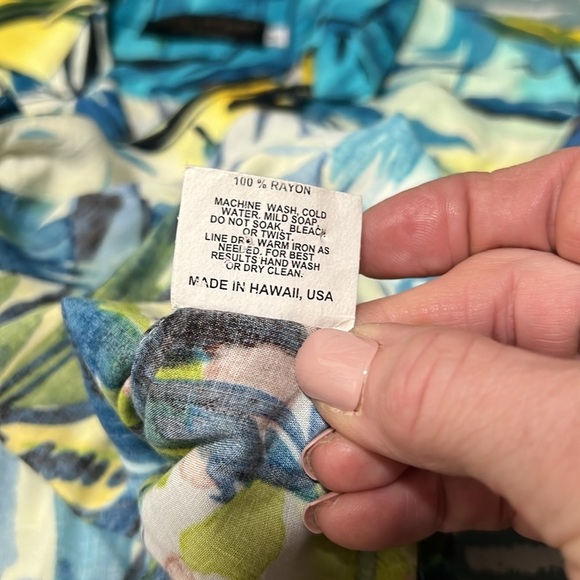 100 % RAYON
MACHINE WASH, COLD
WATER. MILD SOAP
DO NOT SOAK, BLEACH
OR TWIST.
LINE DRY, WARM IRON AS
NEEDED, FOR BEST
RESULTS HAND WASH
OR DRY CLEAN.
MADE IN HAWAII, USA